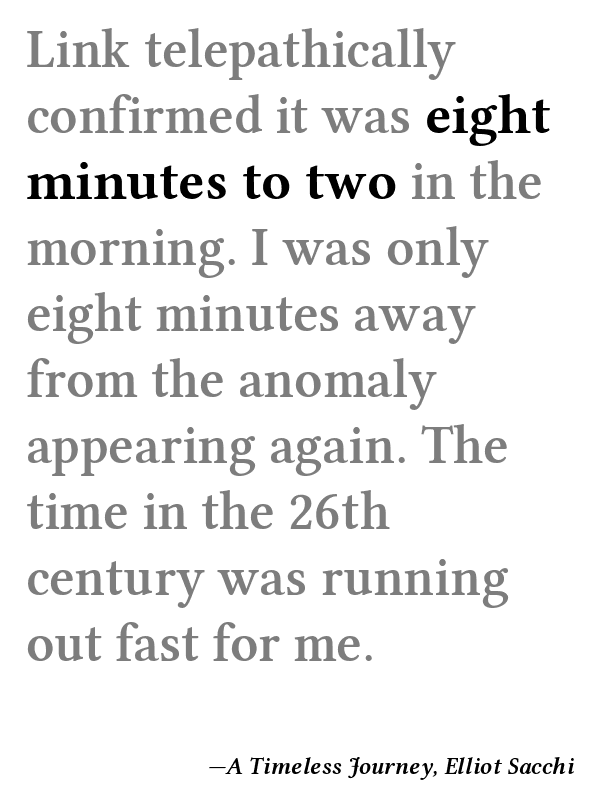 Link telepathically
confirmed it was eight
minutes to two in the
morning. I was only
eight minutes away
from the anomaly
appearing again. The
time in the 26th
century was running
out fast for me.
—A Timeless Journey, Elliot Sacchi